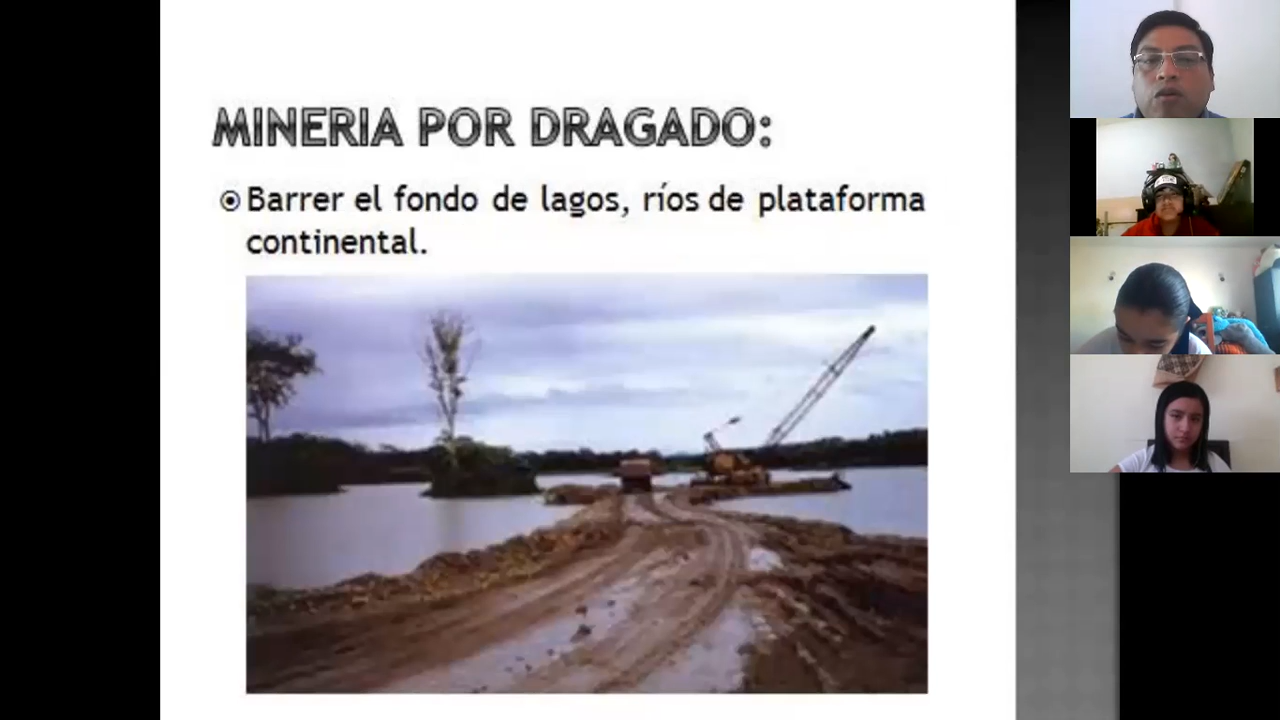 MINERIA POR DRAGADO:
Barrer el fondo de lagos, ríos de plataforma
continental.